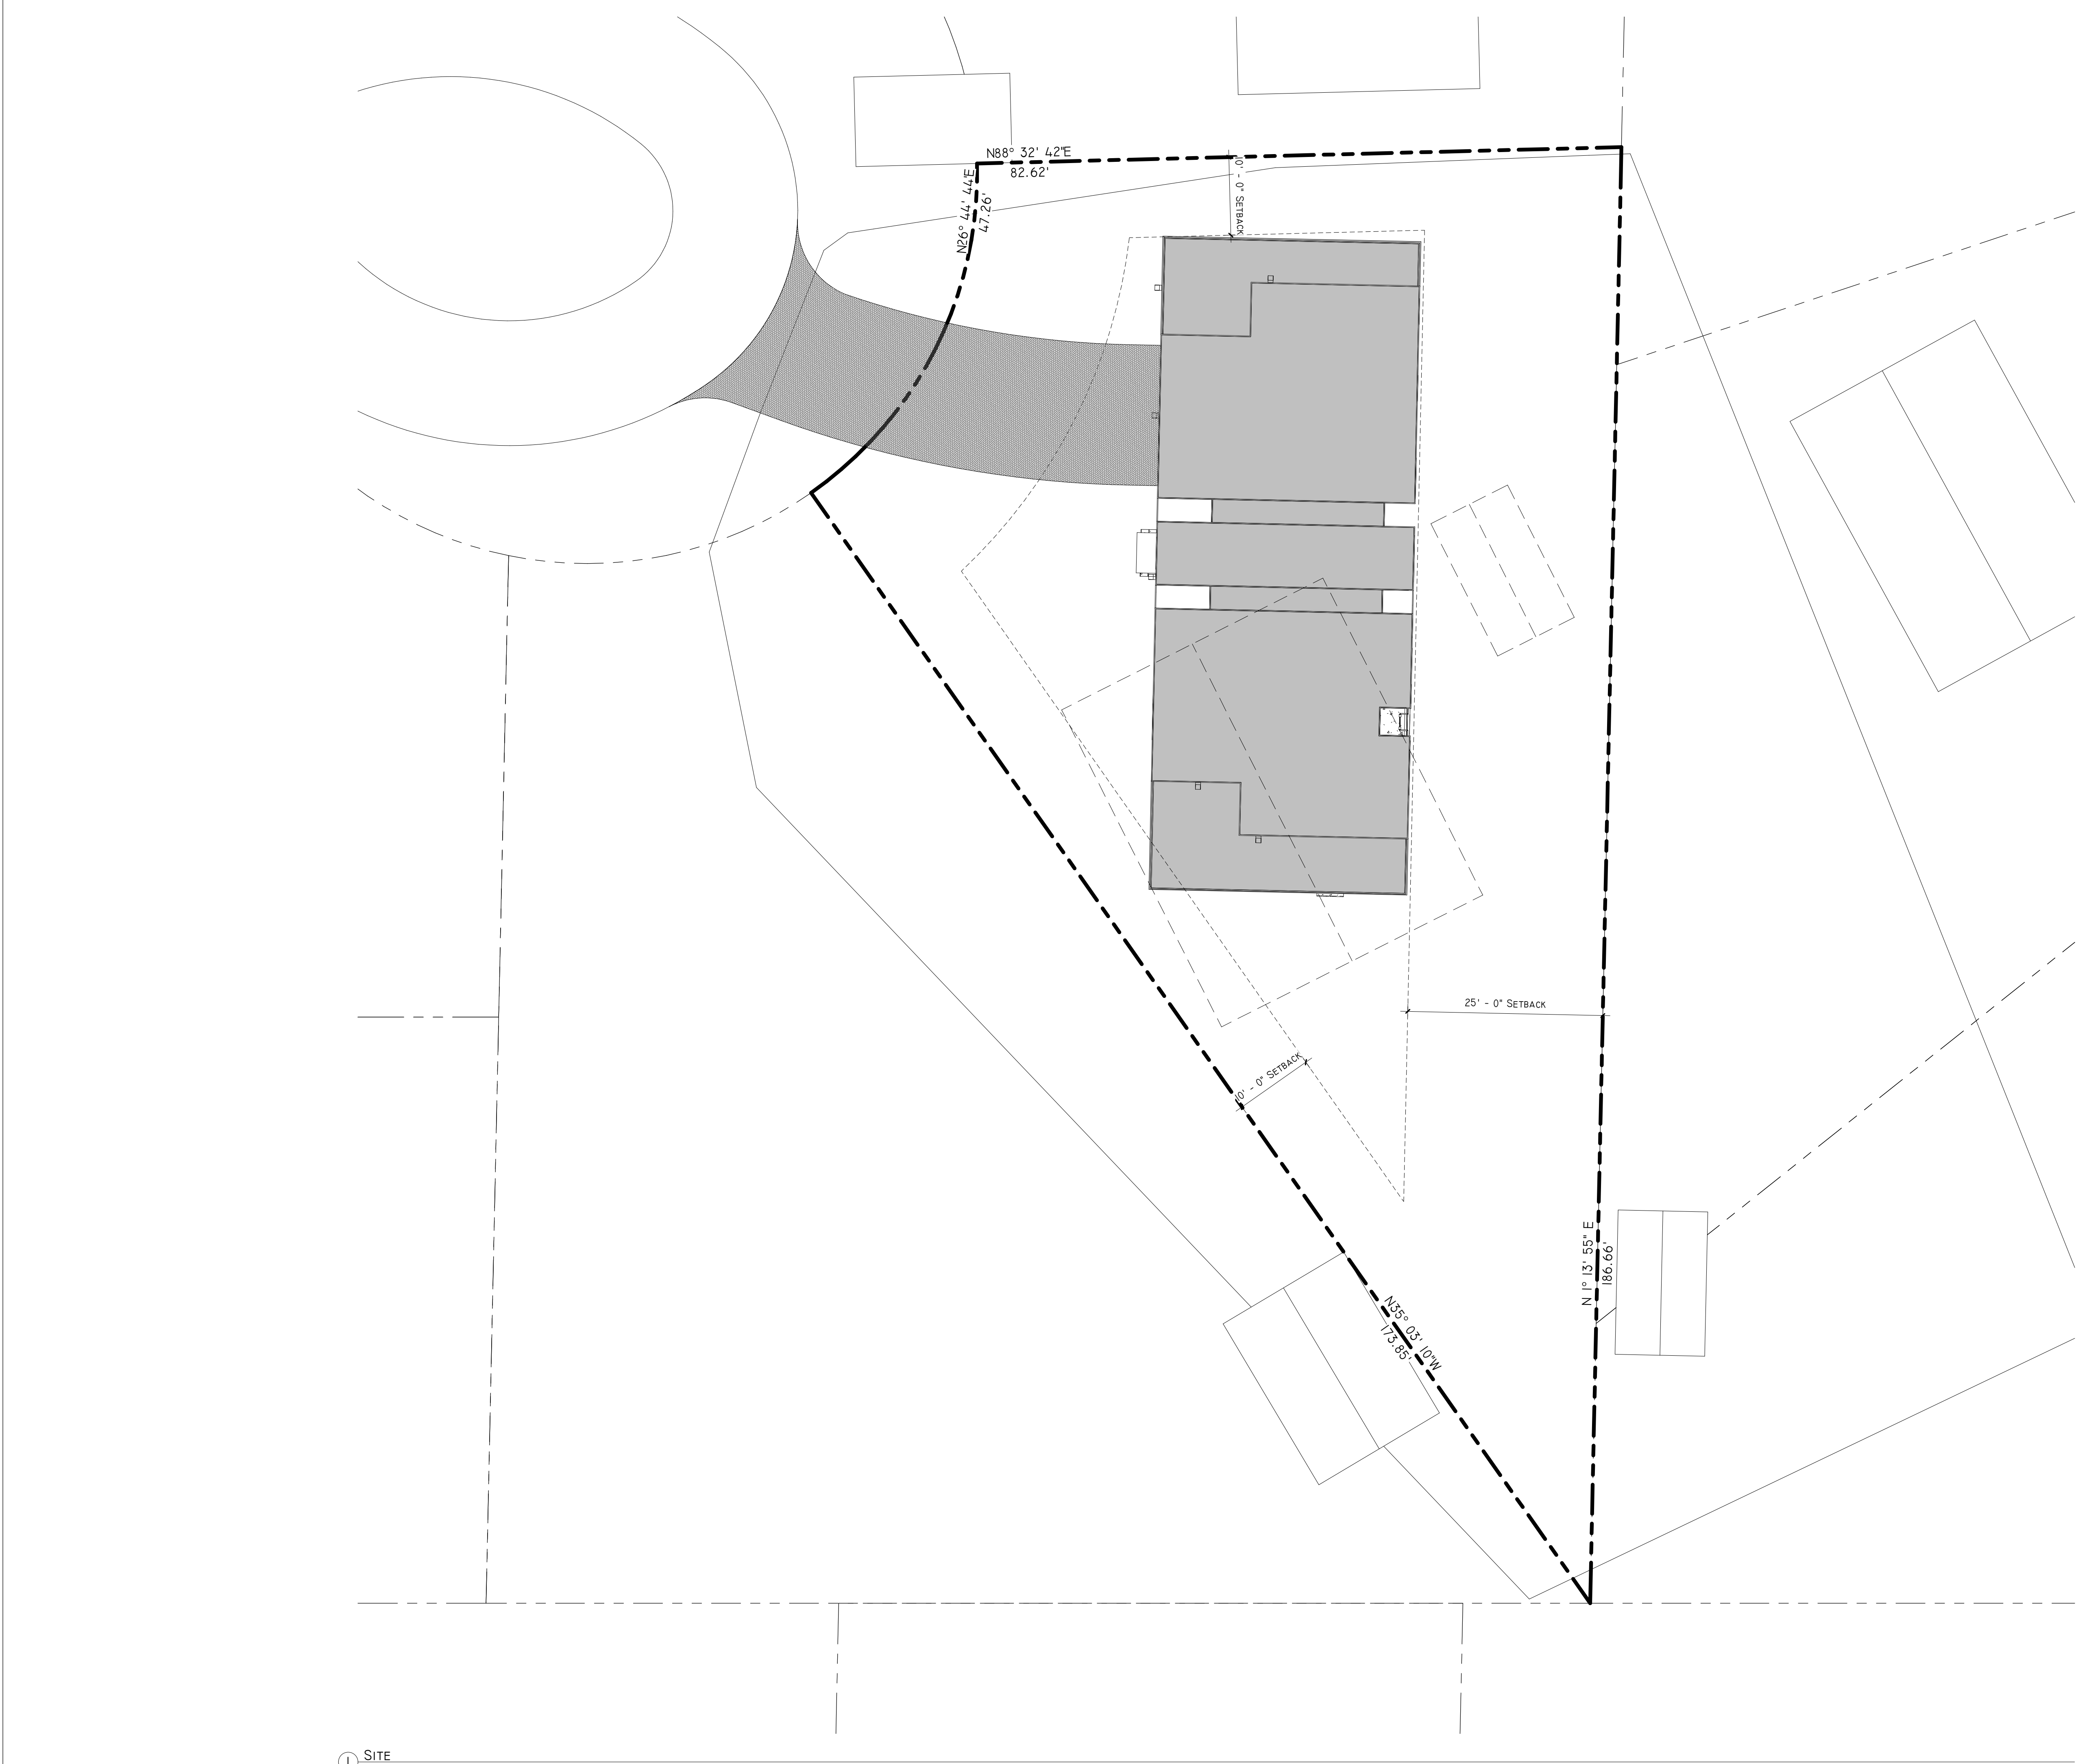 N88° 32' 42"E
82.62'
N26° 44' 44"E
47.26'
10' - 0" SETBACK
25' - 0" SETBACK
10' - 0" SETBACK
N 1° 13' 55" E
186.66'
N35° 03' 10"W
173.85'
1
SITE